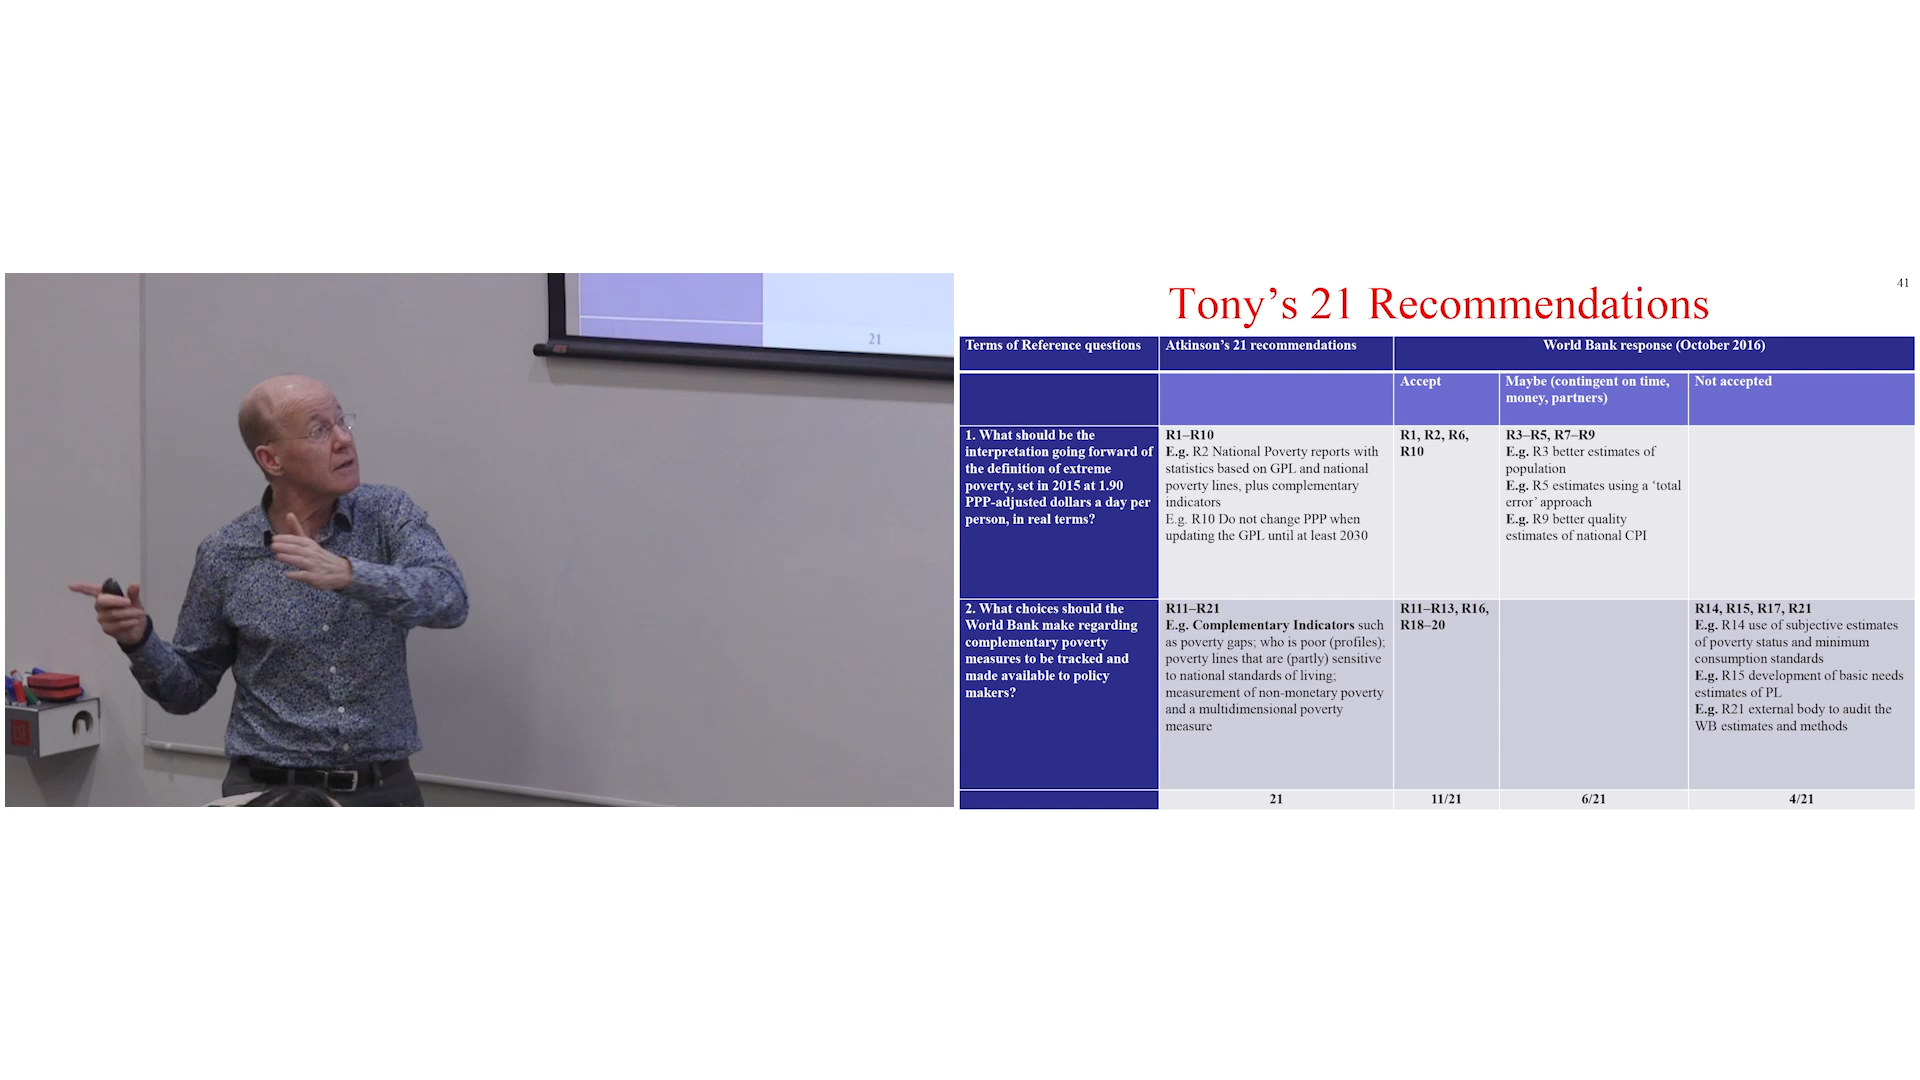 21
41
Tony’s 21 Recommendations
Terms of Reference questions
Atkinson’s 21 recommendations
World Bank response (October 2016)
Accept
Maybe (contingent on time,
money, partners)
Not accepted
1. What should be the
interpretation going forward of
the definition of extreme
poverty, set in 2015 at 1.90
PPP-adjusted dollars a day per
person, in real terms?
R1–R10
E.g. R2 National Poverty reports with
statistics based on GPL and national
poverty lines, plus complementary
indicators
E.g. R10 Do not change PPP when
updating the GPL until at least 2030
R1, R2, R6,
R10
R3–R5, R7–R9
E.g. R3 better estimates of
population
E.g. R5 estimates using a ‘total
error’ approach
E.g. R9 better quality
estimates of national CPI
2. What choices should the
World Bank make regarding
complementary poverty
measures to be tracked and
made available to policy
makers?
R11–R21
E.g. Complementary Indicators such
as poverty gaps; who is poor (profiles);
poverty lines that are (partly) sensitive
to national standards of living;
measurement of non-monetary poverty
and a multidimensional poverty
measure
R11–R13, R16,
R18–20
R14, R15, R17, R21
E.g. R14 use of subjective estimates
of poverty status and minimum
consumption standards
E.g. R15 development of basic needs
estimates of PL
E.g. R21 external body to audit the
WB estimates and methods
21
11/21
6/21
4/21